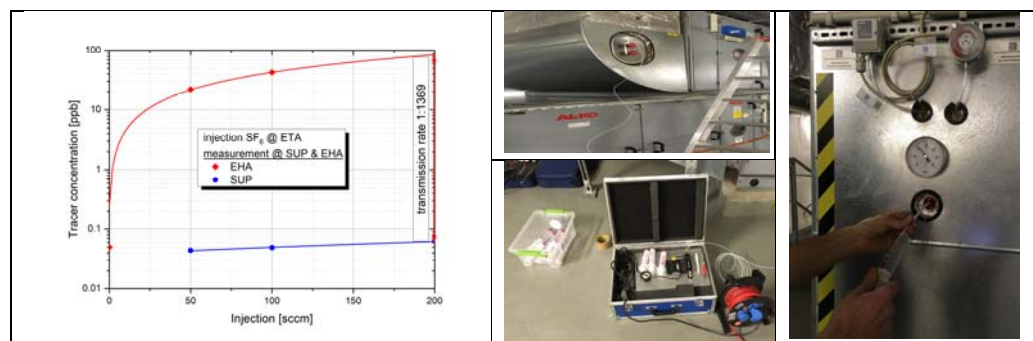 100
10
1
0.1
0.01
Tracer concentration [ppb]
injection SF6 @ ETA
measurement @ SUP & EHA
EHA
SUP
transmission rate 1:1369
0
50
100
150
200
Injection [sccm]
AL-KO